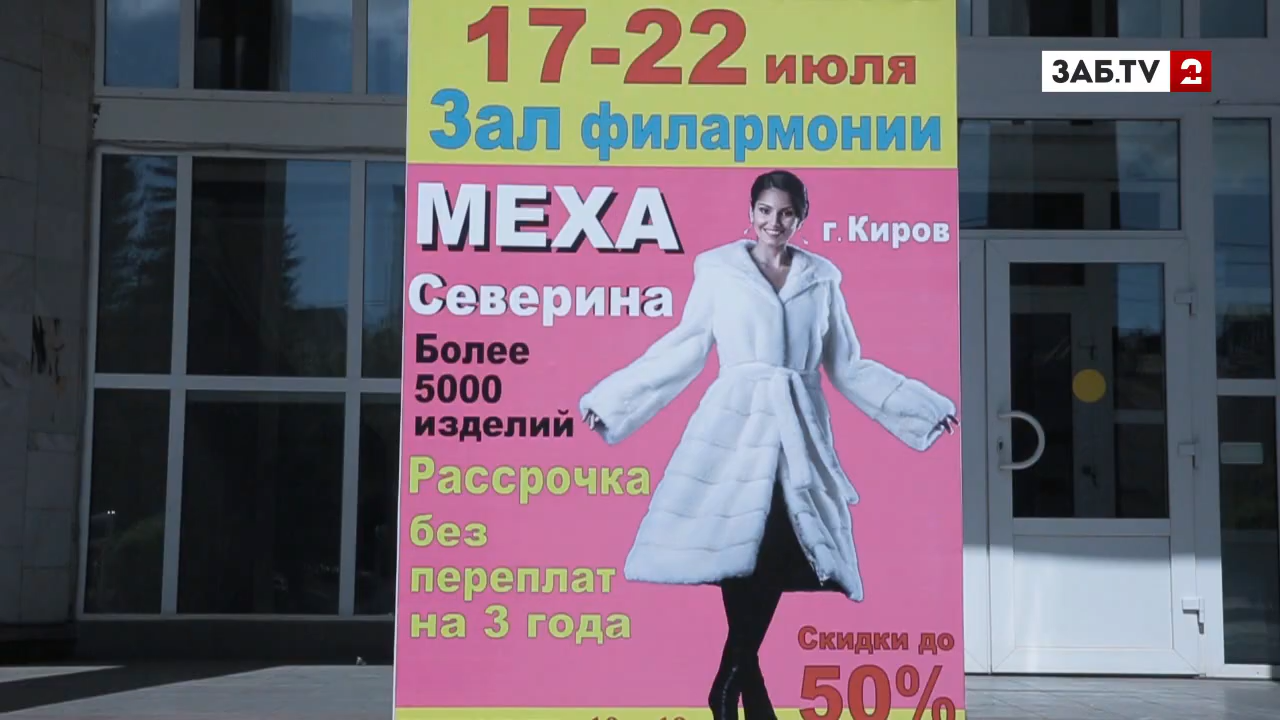 17-22 июля
ЗАБ.TV 24
Зал филармонии
МЕХА
г.Киров
Северина
Более
5000
изделий
Рассрочка
без
переплат
на 3 года
Скидки до
50%